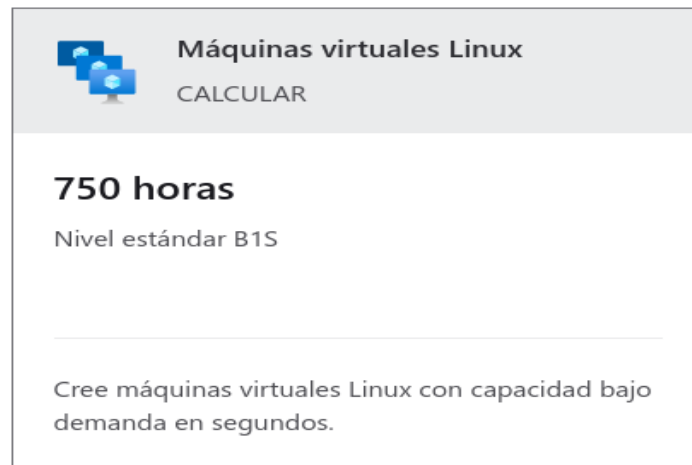 Máquinas virtuales Linux
CALCULAR
750 horas
Nivel estándar B1S
Cree máquinas virtuales Linux con capacidad bajo
demanda en segundos.